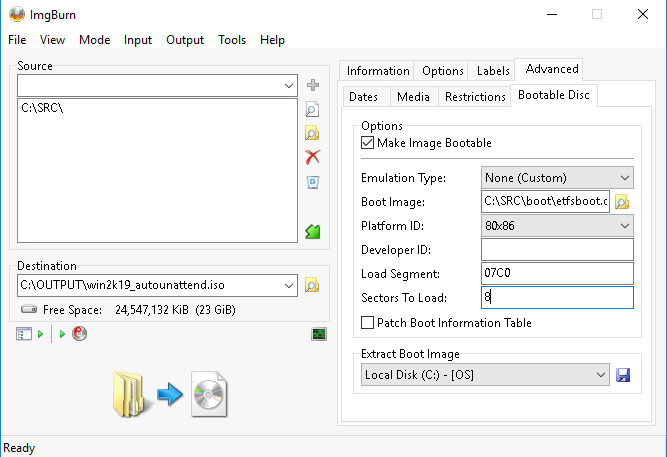 ImgBurn
File View Mode Input Output Tools Help
Source
C:\SRC\
Destination
C:\OUTPUT\win2k19_autounattend.iso
Free Space: 24,547,132 KiB (23 GiB)
Information Options Labels Advanced
Dates Media Restrictions Bootable Disc
Options
Make Image Bootable
Emulation Type: None (Custom)
Boot Image: C:\SRC\boot\etfsboot.c
Platform ID: 80x86
Developer ID:
Load Segment: 07C0
Sectors To Load: 8
Patch Boot Information Table
Extract Boot Image
Local Disk (C:) - [OS]
Ready